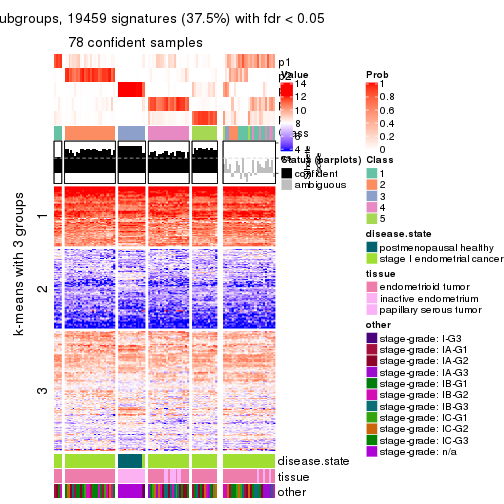 ubgroups, 19459 signatures (37.5%) with fdr < 0.05
78 confident samples
k-means with 3 groups
1
2
3
p1
Value
14
12
10
8
6
4
Status (barplots)
confident
ambiguous
Prob
1
0.8
0.6
0.4
0.2
0
Class
1
2
3
4
5
disease.state
postmenopausal healthy
stage I endometrial cancer
tissue
endometrioid tumor
inactive endometrium
papillary serous tumor
other
stage-grade: I-G3
stage-grade: IA-G1
stage-grade: IA-G2
stage-grade: IA-G3
stage-grade: IB-G1
stage-grade: IB-G2
stage-grade: IB-G3
stage-grade: IC-G1
stage-grade: IC-G2
stage-grade: IC-G3
stage-grade: n/a
disease.state
tissue
other